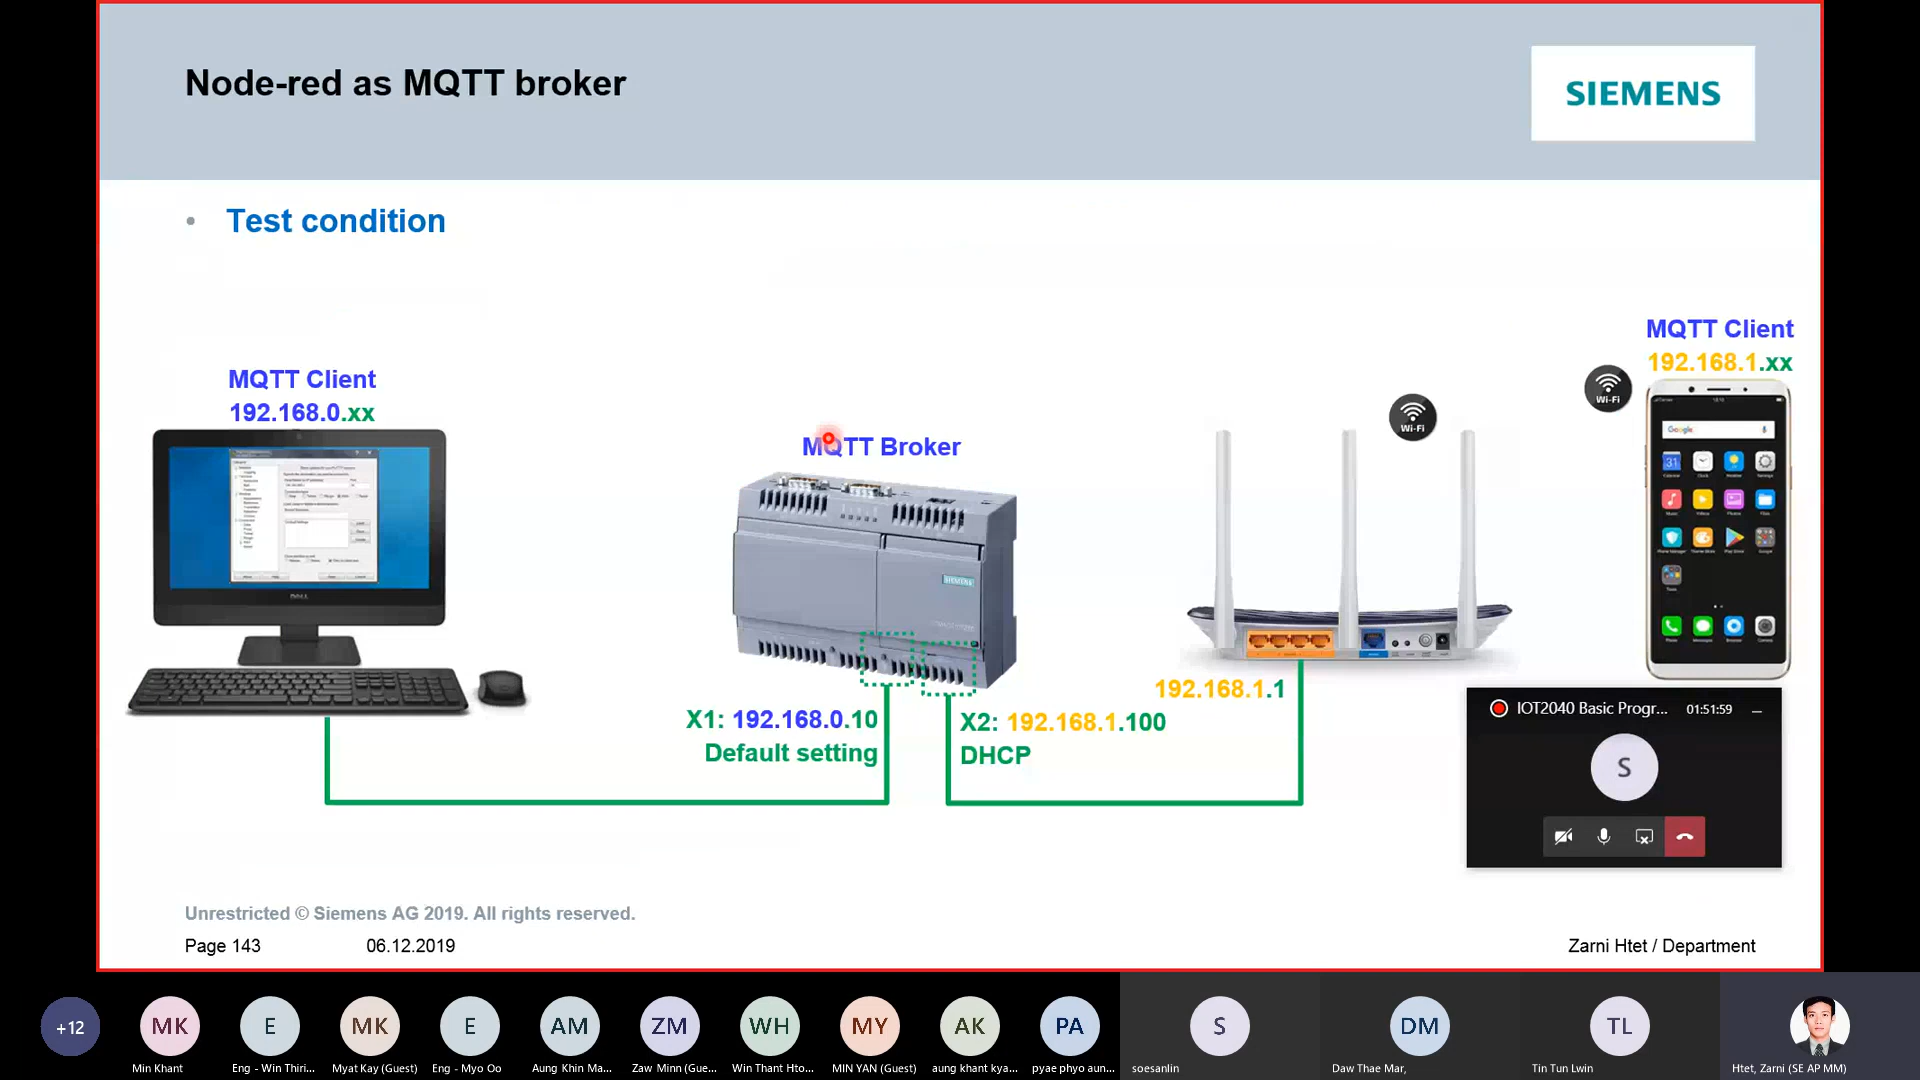 Node-red as MQTT broker
SIEMENS
• Test condition
MQTT Client
192.168.1.xx
MQTT Client
192.168.0.xx
Wi-Fi
Wi-Fi
MQTT Broker
Google
DELL
SIEMENS
192.168.1.1
X1: 192.168.0.10
Default setting
X2: 192.168.1.100
DHCP
IOT2040 Basic Progr...
01:51:59
S
Unrestricted © Siemens AG 2019. All rights reserved.
Page 143
06.12.2019
Zarni Htet / Department
+12
MK
E
MK
E
AM
ZM
WH
MY
AK
PA
S
DM
TL
Min Khant
Eng - Win Thiri...
Myat Kay (Guest)
Eng - Myo Oo
Aung Khin Ma...
Zaw Minn (Gue...
Win Thant Hto...
MIN YAN (Guest)
aung khant kya...
pyae phyo aun...
soesanlin
Daw Thae Mar,
Tin Tun Lwin
Htet, Zarni (SE AP MM)